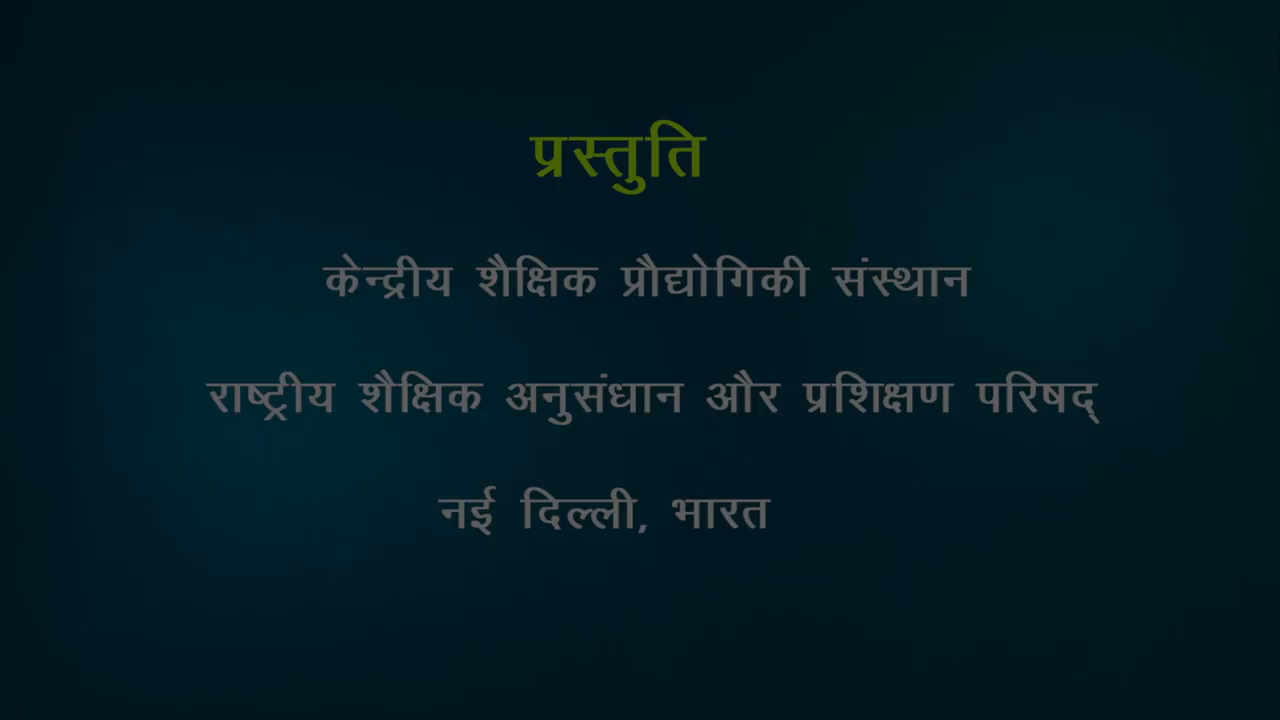 प्रस्तुति
केन्द्रीय शैक्षिक प्रौद्योगिकी संस्थान
राष्ट्रीय शैक्षिक अनुसंधान और प्रशिक्षण परिषद्
नई दिल्ली, भारत